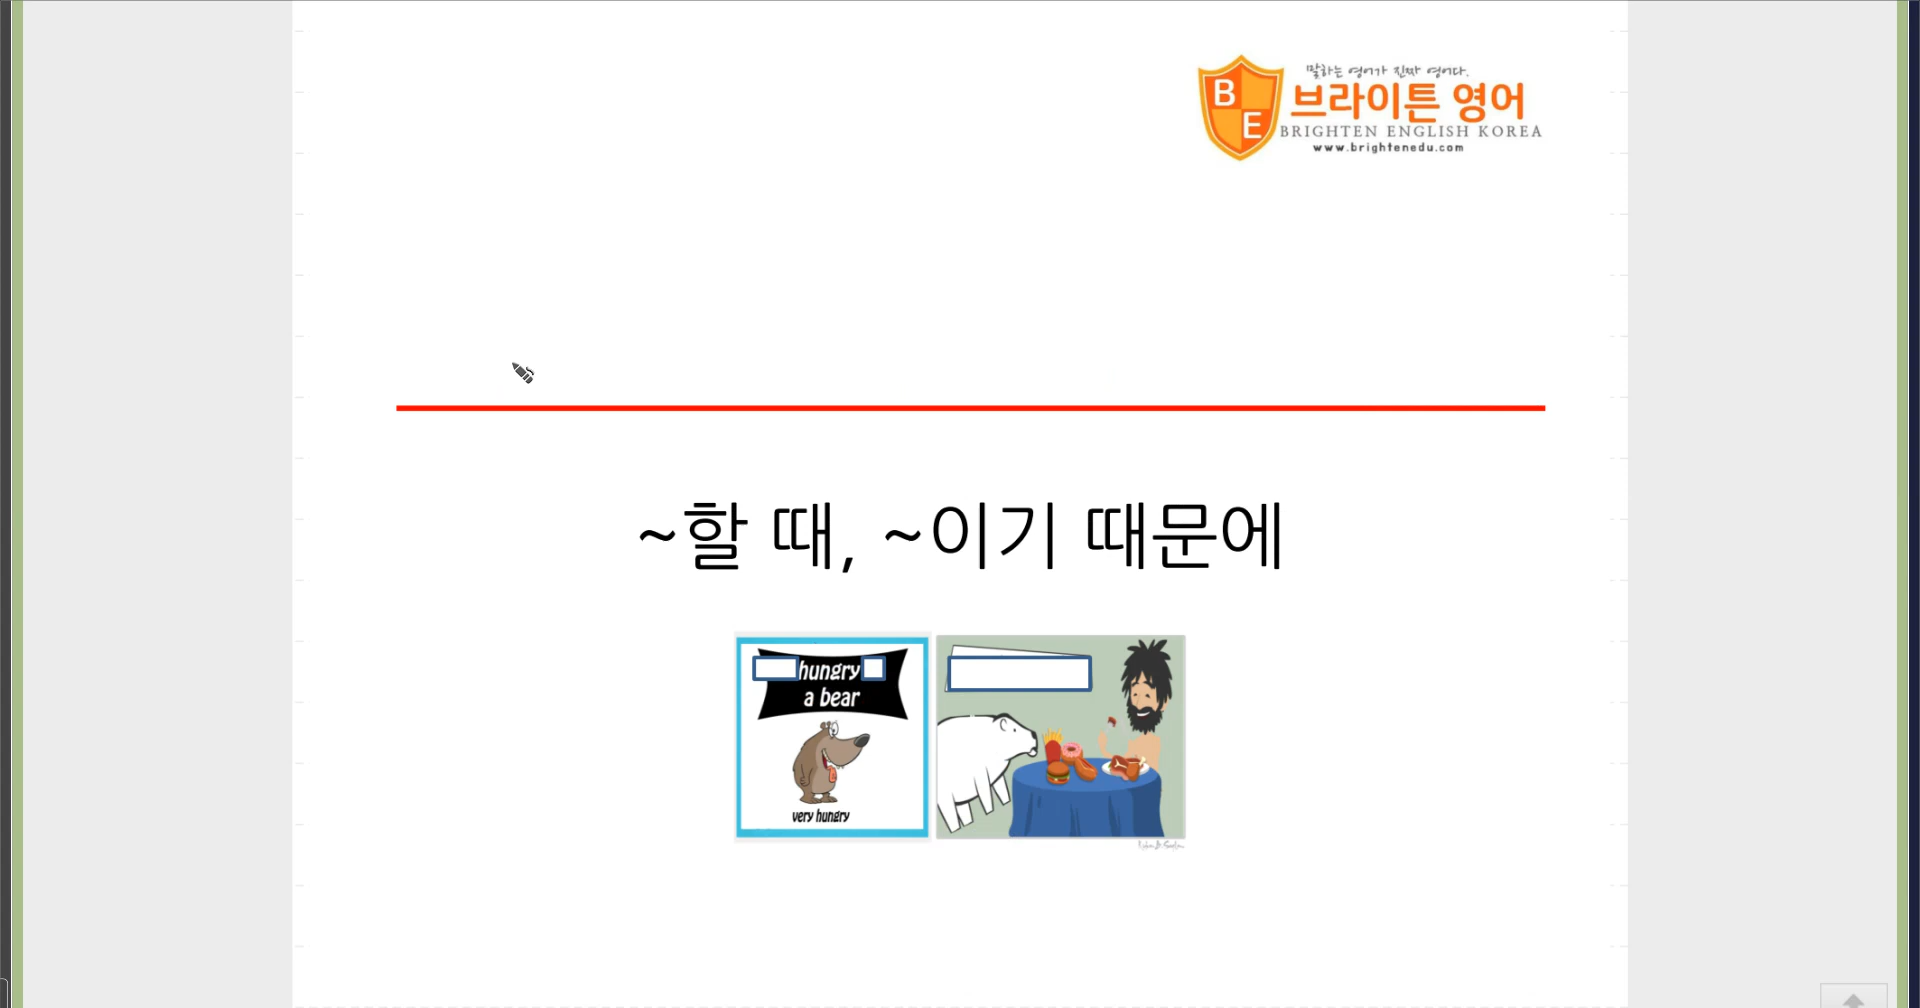 말하는 영어가 진짜 영어다.
B
E
브라이튼 영어
BRIGHTEN ENGLISH KOREA
www.brightenedu.com
~할 때, ~이기 때문에
hungry
a bear
very hungry